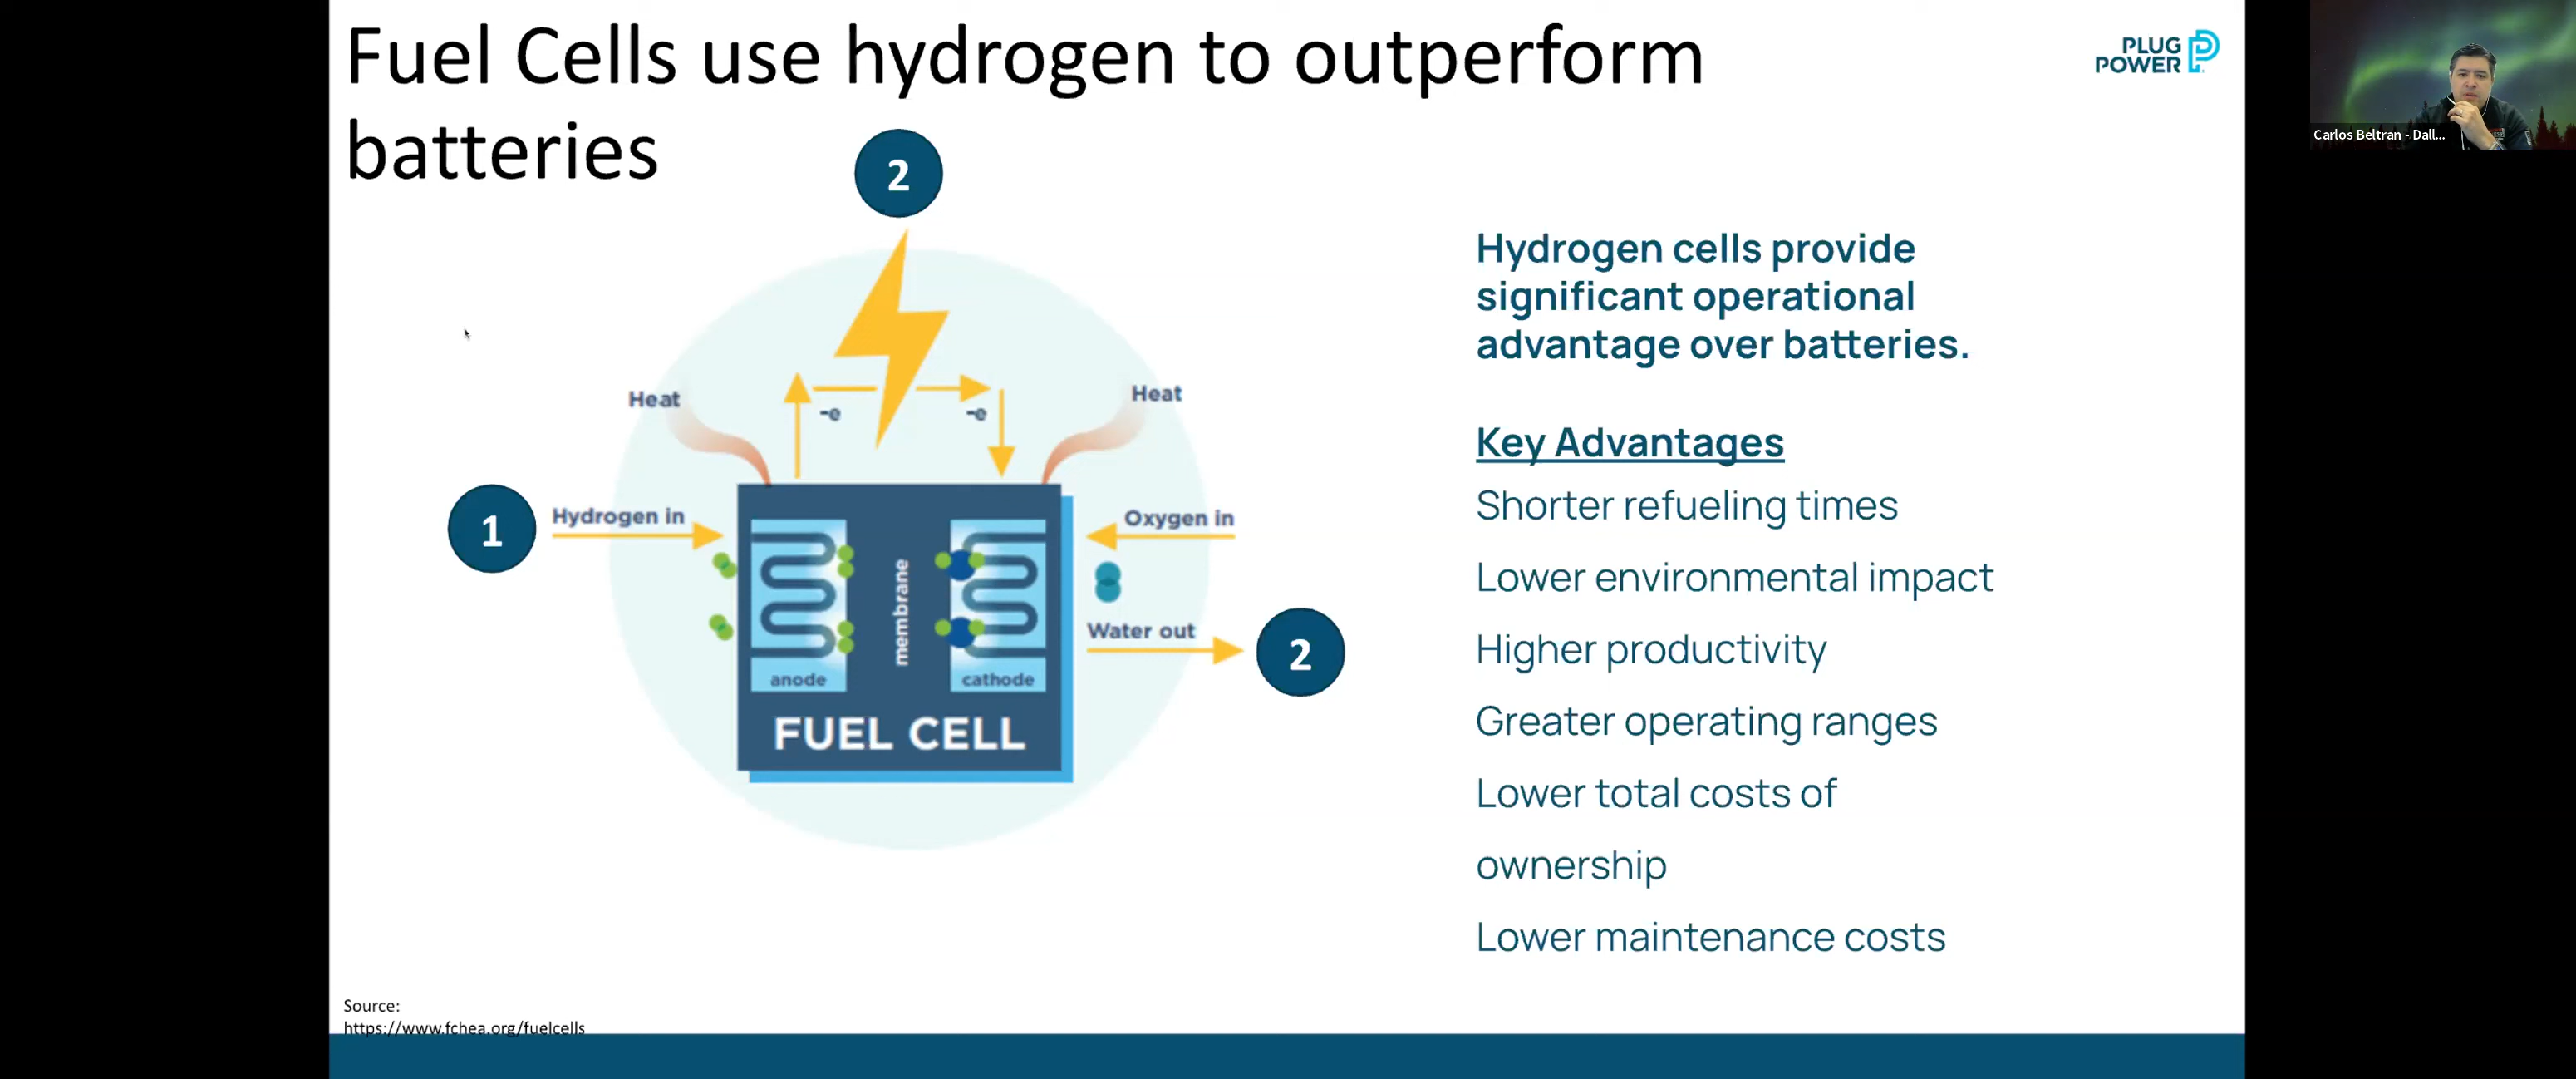 Fuel Cells use hydrogen to outperform
batteries
PLUG
POWER
Carlos Beltran - Dall...
2
Hydrogen cells provide
significant operational
advantage over batteries.
Heat
Heat
-e
-e
Key Advantages
1
Hydrogen in
Oxygen in
Shorter refueling times
membrane
Water out
2
Lower environmental impact
anode
cathode
Higher productivity
FUEL CELL
Greater operating ranges
Lower total costs of
ownership
Lower maintenance costs
Source:
https://www.fchea.org/fuelcells